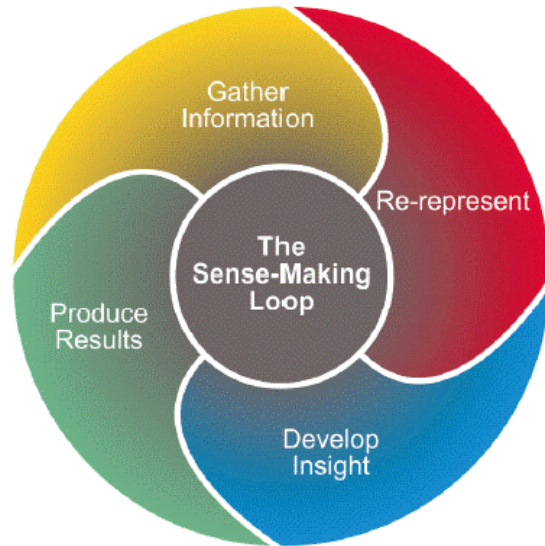 Gather
Information
Re-represent
The
Sense-Making
Loop
Produce
Results
Develop
Insight